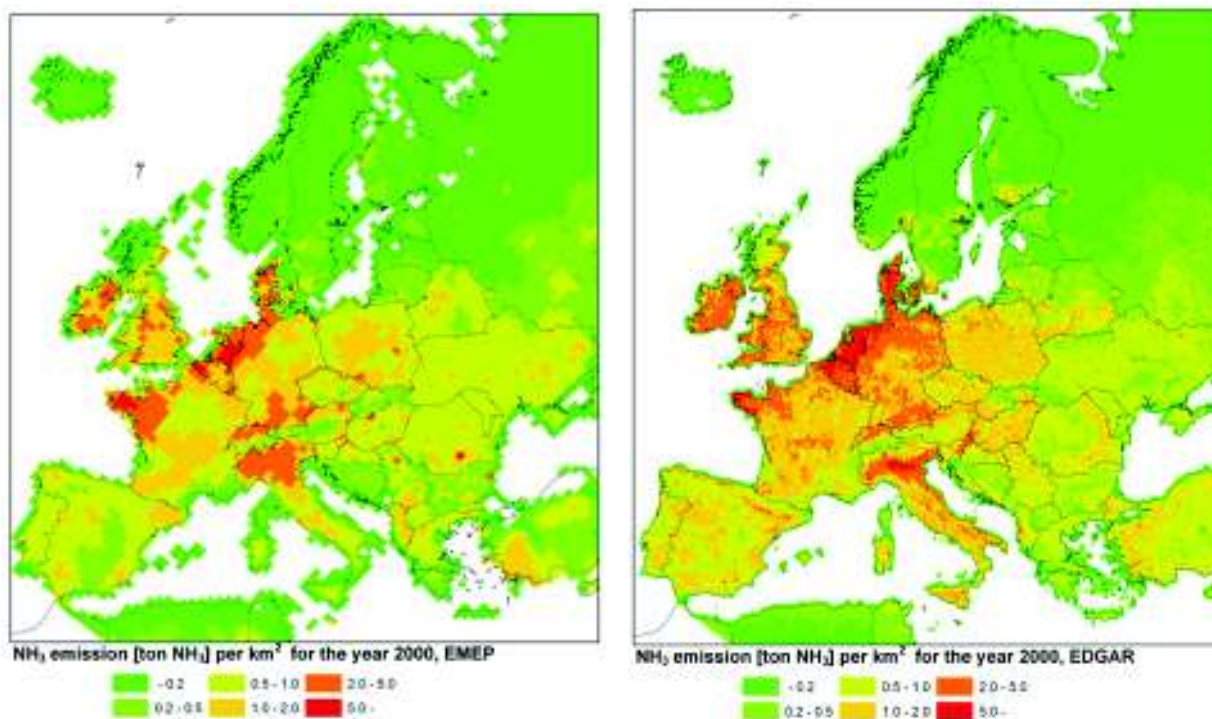 NH₃ emission [ton NH₃] per km² for the year 2000, EMEP
- 0.2
0.5 - 1.0
2.0 - 5.0
0.2 - 0.5
1.0 - 2.0
5.0 -
NH₃ emission [ton NH₃] per km² for the year 2000, EDGAR
- 0.2
0.5 - 1.0
2.0 - 5.0
0.2 - 0.5
1.0 - 2.0
5.0 -